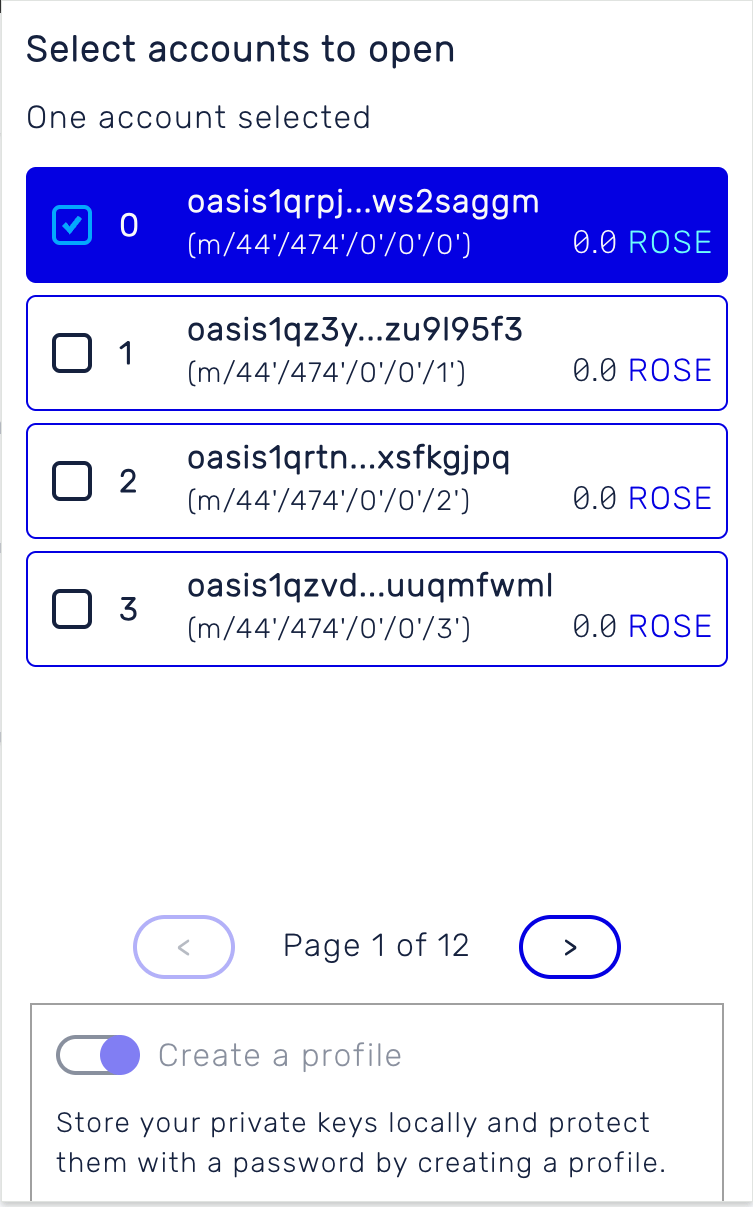 Select accounts to open
One account selected
0 oasis1qrpj...ws2saggm
(m/44'/474'/0'/0'/0') 0.0 ROSE
1 oasis1qz3y...zu9l95f3
(m/44'/474'/0'/0'/1') 0.0 ROSE
2 oasis1qrtn...xsfkgjpq
(m/44'/474'/0'/0'/2') 0.0 ROSE
3 oasis1qzvd...uuqmfwml
(m/44'/474'/0'/0'/3') 0.0 ROSE
< Page 1 of 12 >
Create a profile
Store your private keys locally and protect
them with a password by creating a profile.